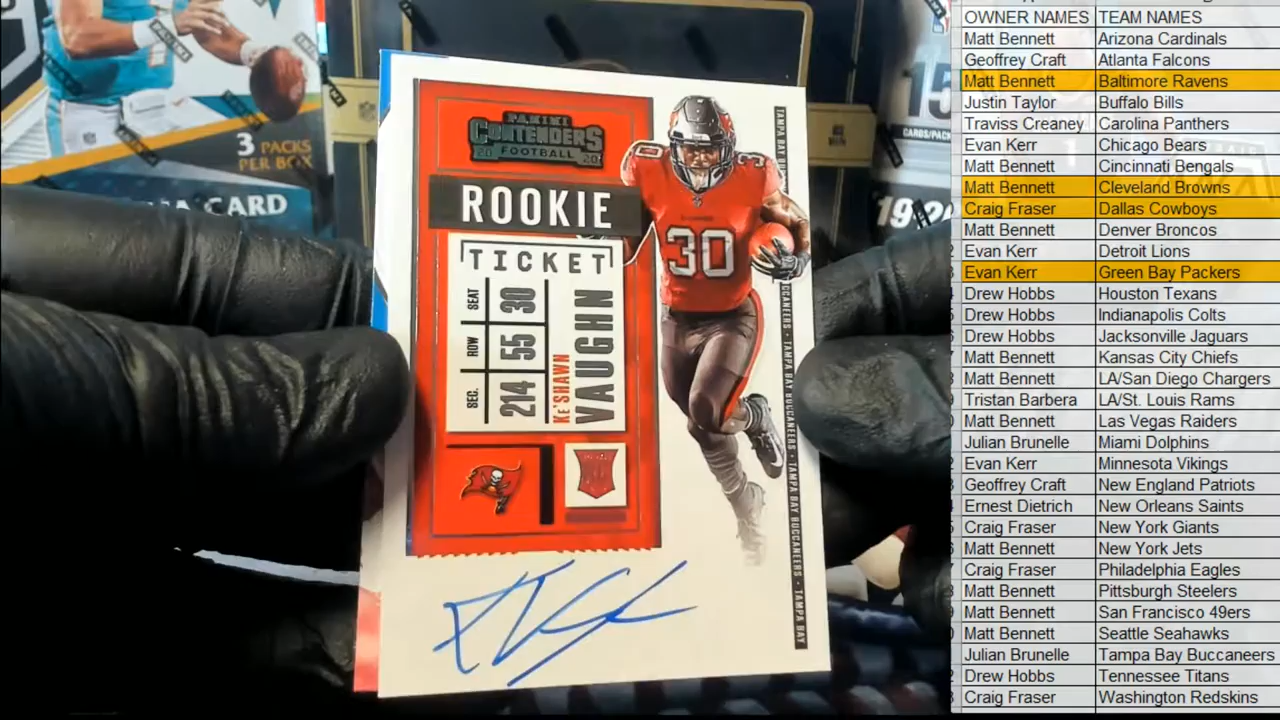 3 PACKS
PER BOX
CARD
15
CARDS/PACK
PANINI
CONTENDERS
20 FOOTBALL 20
ROOKIE
TICKET
SEAT 30
ROW 55
SEC. 214
KE'SHAWN
VAUGHN
30
30
TAMPA BAY BUCCANEERS • TAMPA BAY BUCCANEERS • TAMPA BAY
OWNER NAMES TEAM NAMES
Matt Bennett Arizona Cardinals
Geoffrey Craft Atlanta Falcons
Matt Bennett Baltimore Ravens
Justin Taylor Buffalo Bills
Traviss Creaney Carolina Panthers
Evan Kerr Chicago Bears
Matt Bennett Cincinnati Bengals
Matt Bennett Cleveland Browns
Craig Fraser Dallas Cowboys
Matt Bennett Denver Broncos
Evan Kerr Detroit Lions
Evan Kerr Green Bay Packers
Drew Hobbs Houston Texans
Drew Hobbs Indianapolis Colts
Drew Hobbs Jacksonville Jaguars
Matt Bennett Kansas City Chiefs
Matt Bennett LA/San Diego Chargers
Tristan Barbera LA/St. Louis Rams
Matt Bennett Las Vegas Raiders
Julian Brunelle Miami Dolphins
Evan Kerr Minnesota Vikings
Geoffrey Craft New England Patriots
Ernest Dietrich New Orleans Saints
Craig Fraser New York Giants
Matt Bennett New York Jets
Craig Fraser Philadelphia Eagles
Matt Bennett Pittsburgh Steelers
Matt Bennett San Francisco 49ers
Matt Bennett Seattle Seahawks
Julian Brunelle Tampa Bay Buccaneers
Drew Hobbs Tennessee Titans
Craig Fraser Washington Redskins